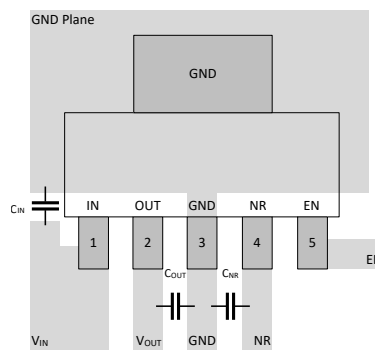 GND Plane
GND
IN OUT GND NR EN
CIN
1 2 3 4 5
EN
COUT CNR
VIN VOUT GND NR